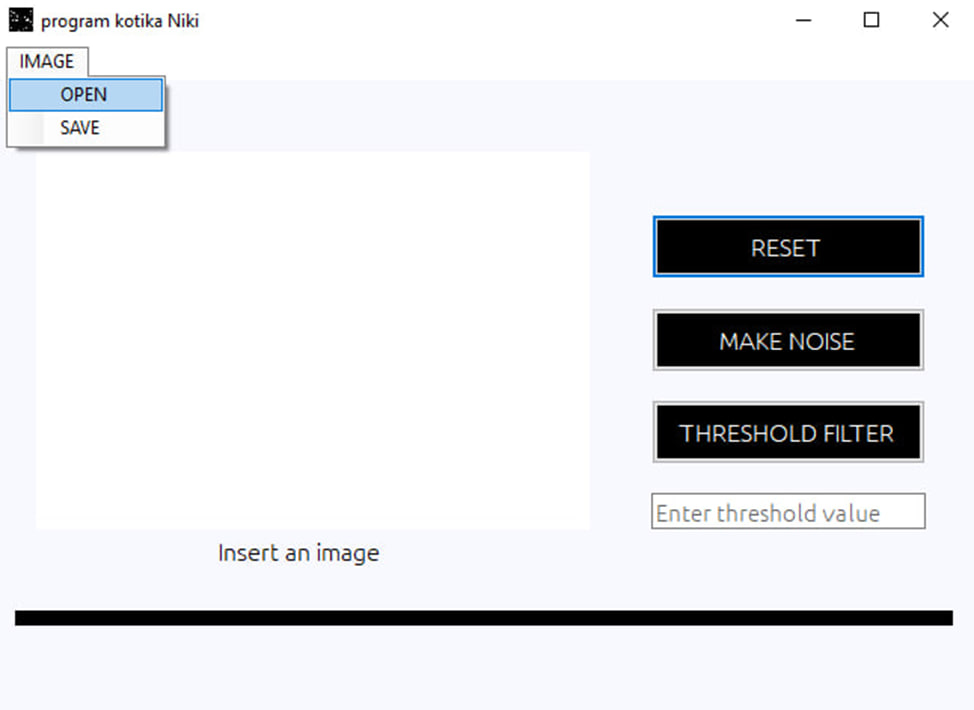 program kotika Niki
IMAGE
OPEN
SAVE
RESET
MAKE NOISE
THRESHOLD FILTER
Enter threshold value
Insert an image